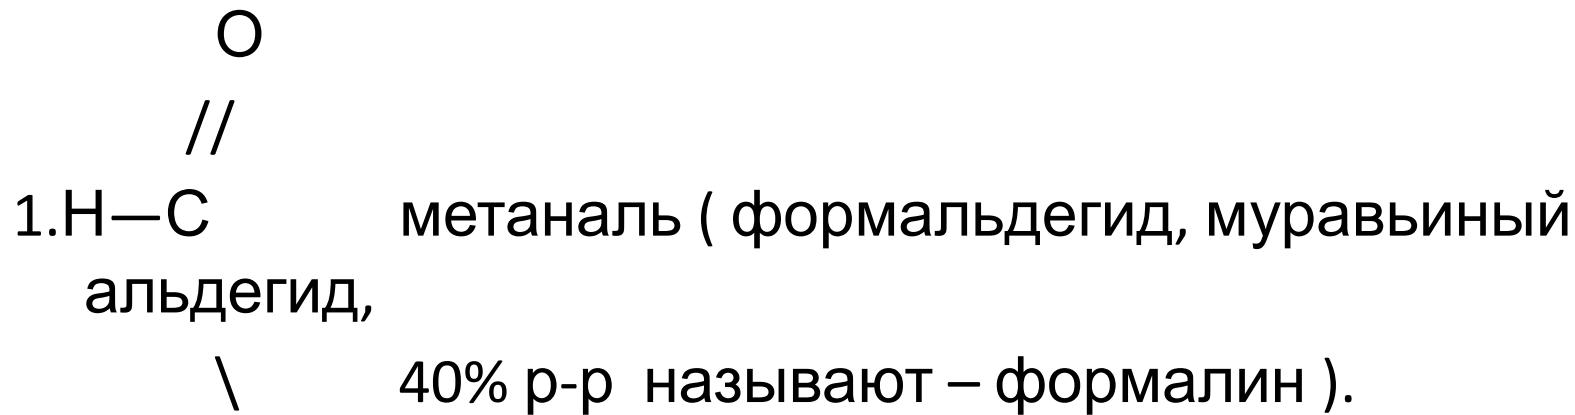 O
//
1.H—C метаналь ( формальдегид, муравьиный
альдегид,
\ 40% р-р называют – формалин ).